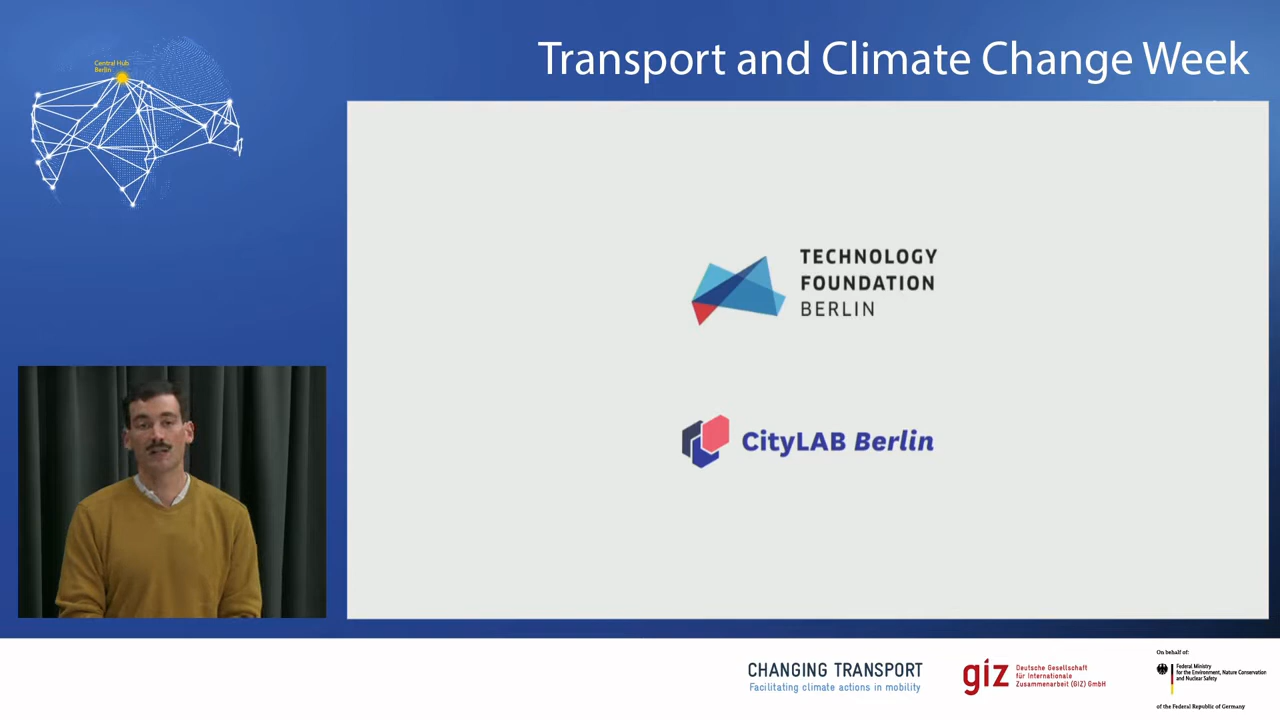 Transport and Climate Change Week
Central Hub
Berlin
TECHNOLOGY
FOUNDATION
BERLIN
CityLAB Berlin
CHANGING TRANSPORT
Facilitating climate actions in mobility
giz
Deutsche Gesellschaft
für Internationale
Zusammenarbeit (GIZ) GmbH
On behalf of:
Federal Ministry
for the Environment, Nature Conservation
and Nuclear Safety
of the Federal Republic of Germany